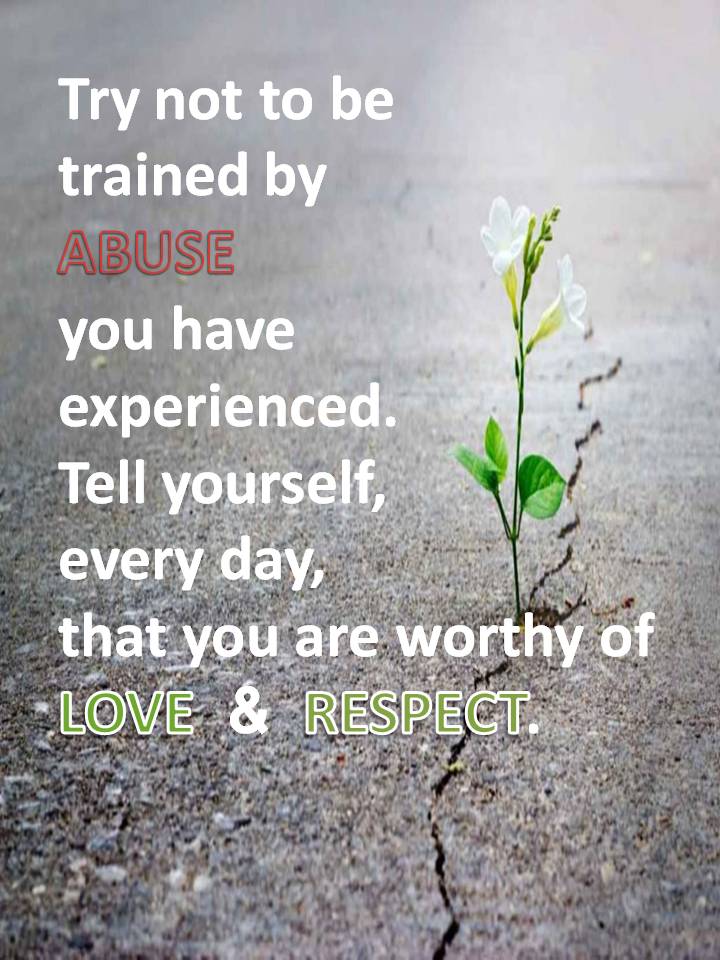 Try not to be
trained by
ABUSE
you have
experienced.
Tell yourself,
every day,
that you are worthy of
LOVE & RESPECT.